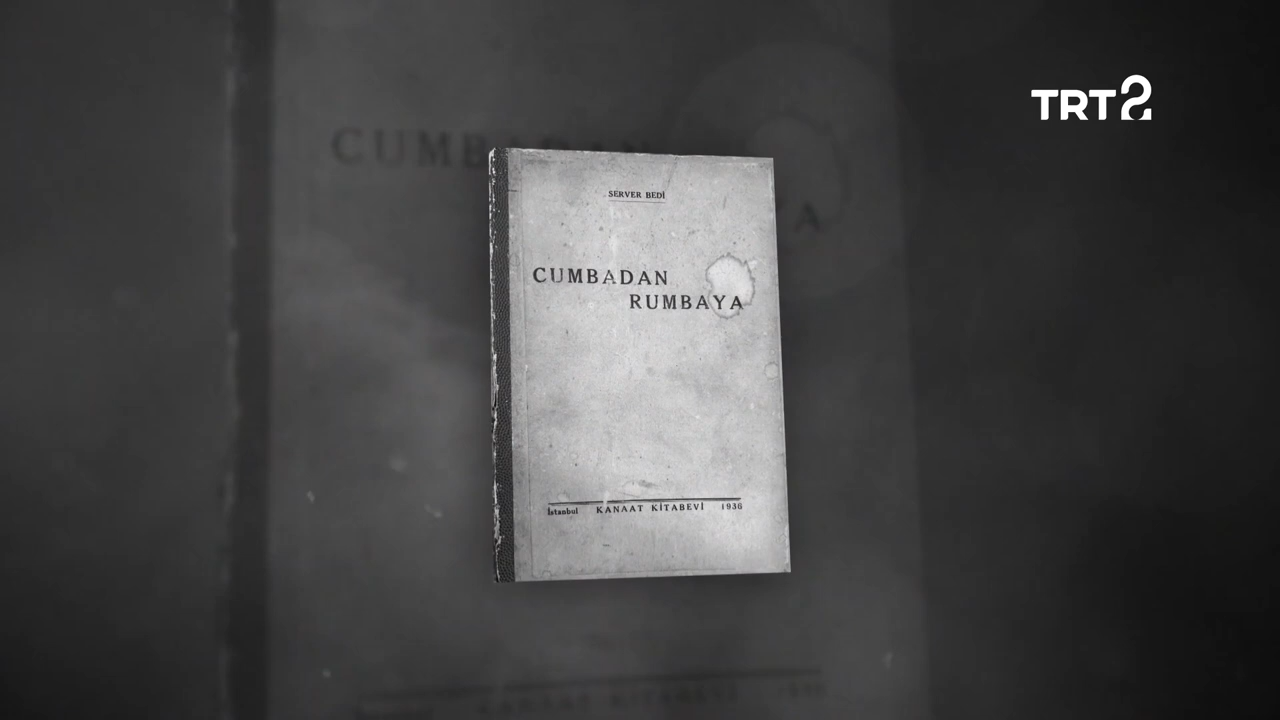 TRT2
SERVER BEDİ
CUMBADAN
RUMBAYA
İstanbul KANAAT KİTABEVİ 1936